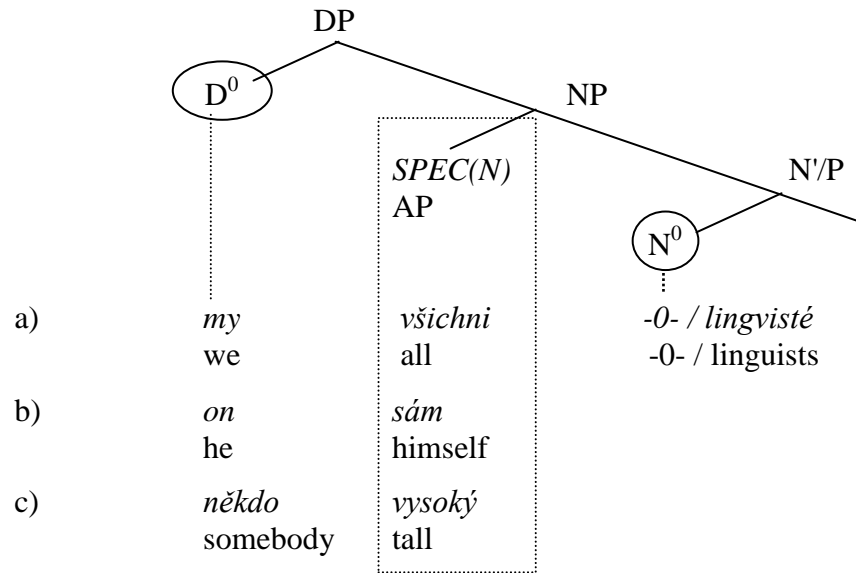 DP
D⁰ NP
SPEC(N) N'/P
AP
N⁰
a) my všichni -0- / lingvisté
we all -0- / linguists
b) on sám
he himself
c) někdo vysoký
somebody tall